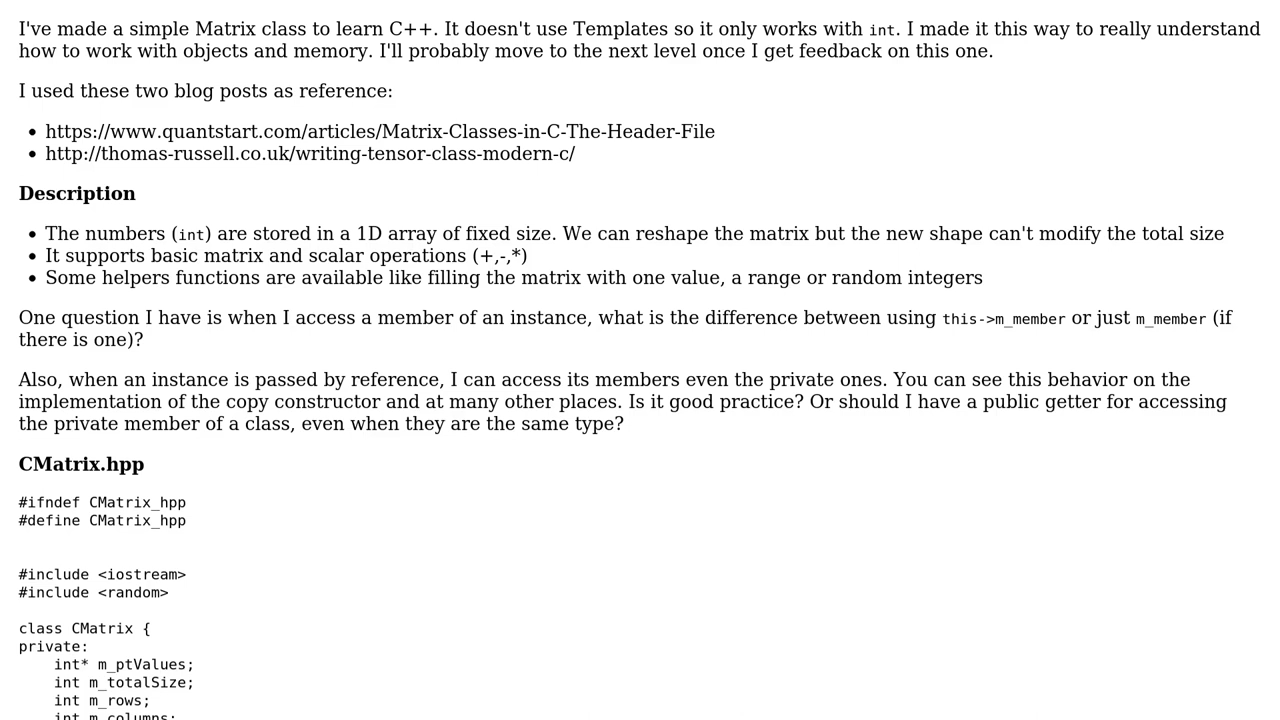 I've made a simple Matrix class to learn C++. It doesn't use Templates so it only works with int. I made it this way to really understand
how to work with objects and memory. I'll probably move to the next level once I get feedback on this one.
I used these two blog posts as reference:
• https://www.quantstart.com/articles/Matrix-Classes-in-C-The-Header-File
• http://thomas-russell.co.uk/writing-tensor-class-modern-c/
Description
• The numbers (int) are stored in a 1D array of fixed size. We can reshape the matrix but the new shape can't modify the total size
• It supports basic matrix and scalar operations (+,-,*)
• Some helpers functions are available like filling the matrix with one value, a range or random integers
One question I have is when I access a member of an instance, what is the difference between using this->m_member or just m_member (if
there is one)?
Also, when an instance is passed by reference, I can access its members even the private ones. You can see this behavior on the
implementation of the copy constructor and at many other places. Is it good practice? Or should I have a public getter for accessing
the private member of a class, even when they are the same type?
CMatrix.hpp
#ifndef CMatrix_hpp
#define CMatrix_hpp
#include <iostream>
#include <random>
class CMatrix {
private:
    int* m_ptValues;
    int m_totalSize;
    int m_rows;
    int m_columns;